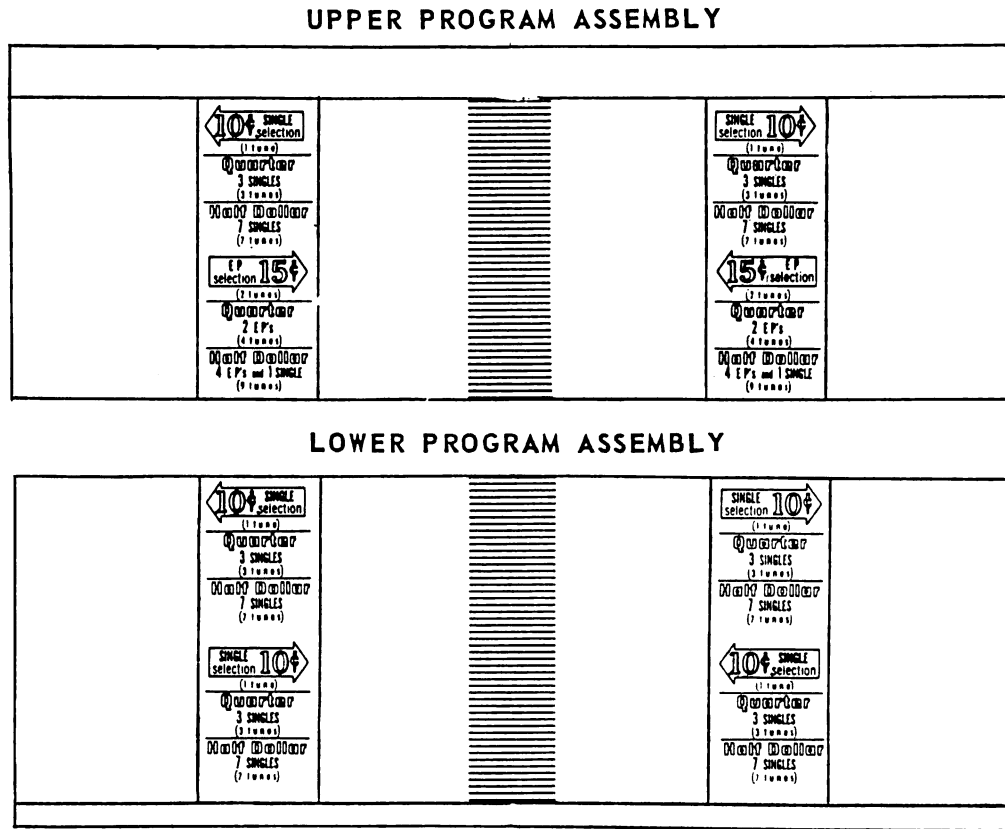 UPPER PROGRAM ASSEMBLY
10¢ SINGLE selection
(1 tune)
Quarter
3 SINGLES
(3 tunes)
Half Dollar
7 SINGLES
(7 tunes)
EP selection 15¢
(2 tunes)
Quarter
2 EP's
(4 tunes)
Half Dollar
4 EP's and 1 SINGLE
(9 tunes)
SINGLE selection 10¢
(1 tune)
Quarter
3 SINGLES
(3 tunes)
Half Dollar
7 SINGLES
(7 tunes)
15¢ EP selection
(2 tunes)
Quarter
2 EP's
(4 tunes)
Half Dollar
4 EP's and 1 SINGLE
(9 tunes)
LOWER PROGRAM ASSEMBLY
10¢ SINGLE selection
(1 tune)
Quarter
3 SINGLES
(3 tunes)
Half Dollar
7 SINGLES
(7 tunes)
SINGLE selection 10¢
(1 tune)
Quarter
3 SINGLES
(3 tunes)
Half Dollar
7 SINGLES
(7 tunes)
SINGLE selection 10¢
(1 tune)
Quarter
3 SINGLES
(3 tunes)
Half Dollar
7 SINGLES
(7 tunes)
10¢ SINGLE selection
(1 tune)
Quarter
3 SINGLES
(3 tunes)
Half Dollar
7 SINGLES
(7 tunes)